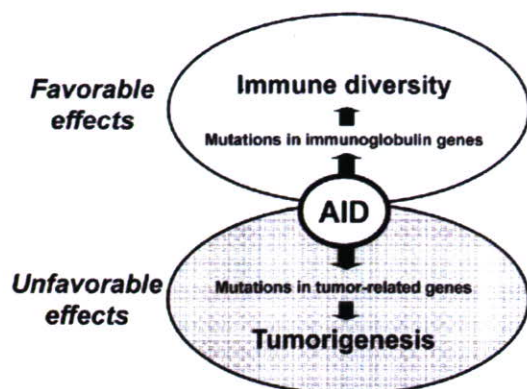 Favorable
effects
Immune diversity
Mutations in immunoglobulin genes
AID
Unfavorable
effects
Mutations in tumor-related genes
Tumorigenesis